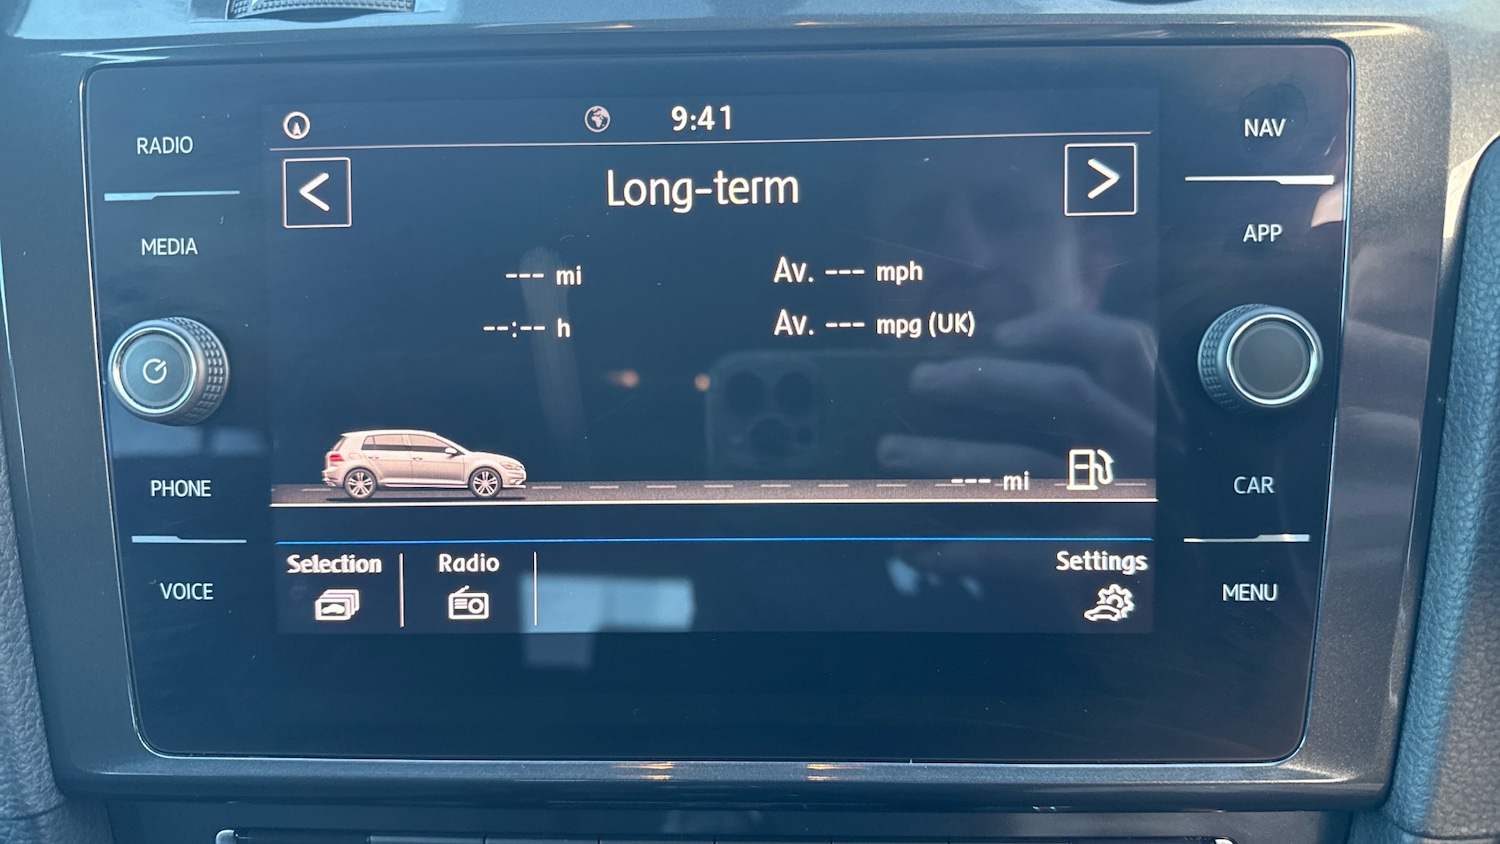 RADIO
MEDIA
PHONE
VOICE
9:41
<
Long-term
>
--- mi
Av. --- mph
--:-- h
Av. --- mpg (UK)
--- mi
Selection
Radio
Settings
NAV
APP
CAR
MENU